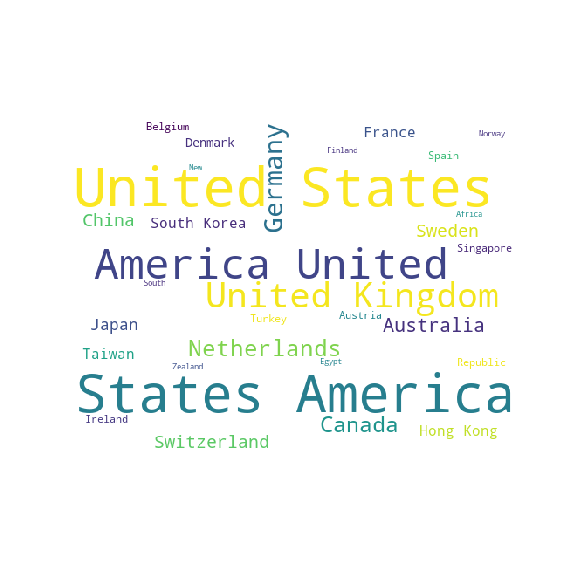 Belgium
Denmark
Germany
France
Norway
Finland
Spain
New
United States
China
South Korea
Africa
Sweden
America United
Singapore
South
United Kingdom
Japan
Turkey
Austria
Australia
Taiwan
Netherlands
Zealand
Egypt
Republic
States America
Ireland
Canada
Hong Kong
Switzerland